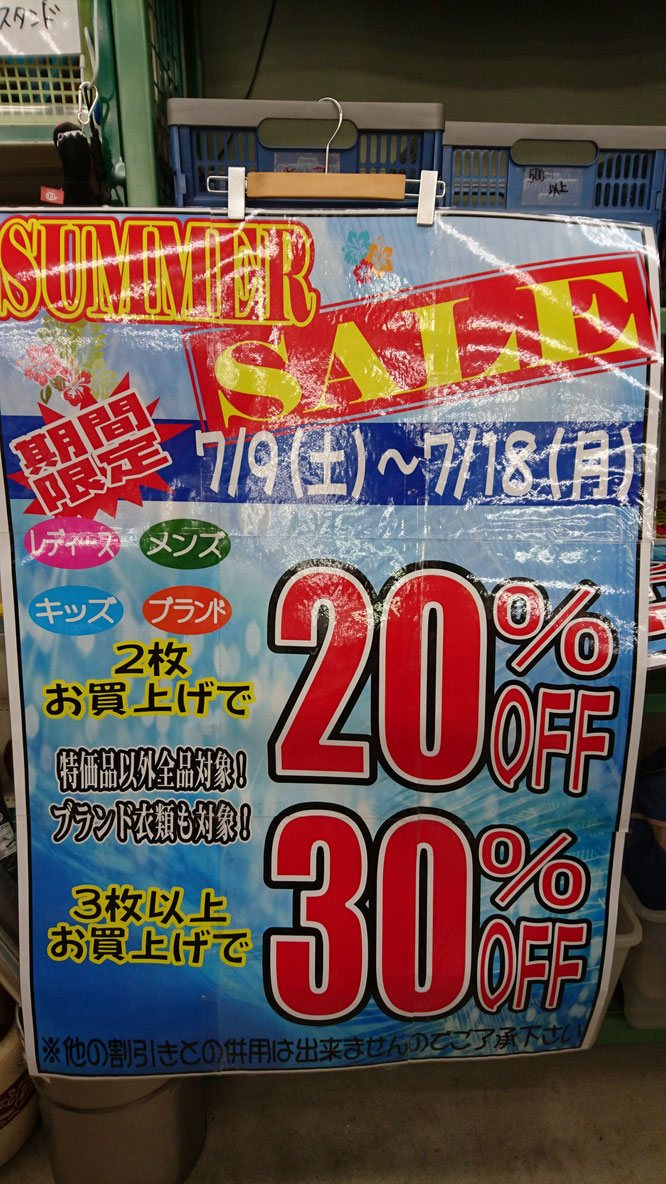 スタンド
500
以上
SUMMER
SALE
期間
限定
7/9(土)～7/18(月)
レディース メンズ
キッズ ブランド
2枚
お買上げで
20%OFF
特価品以外全品対象!
ブランド衣類も対象!
3枚以上
お買上げで
30%OFF
※他の割引きとの併用は出来ませんのでご了承下さい